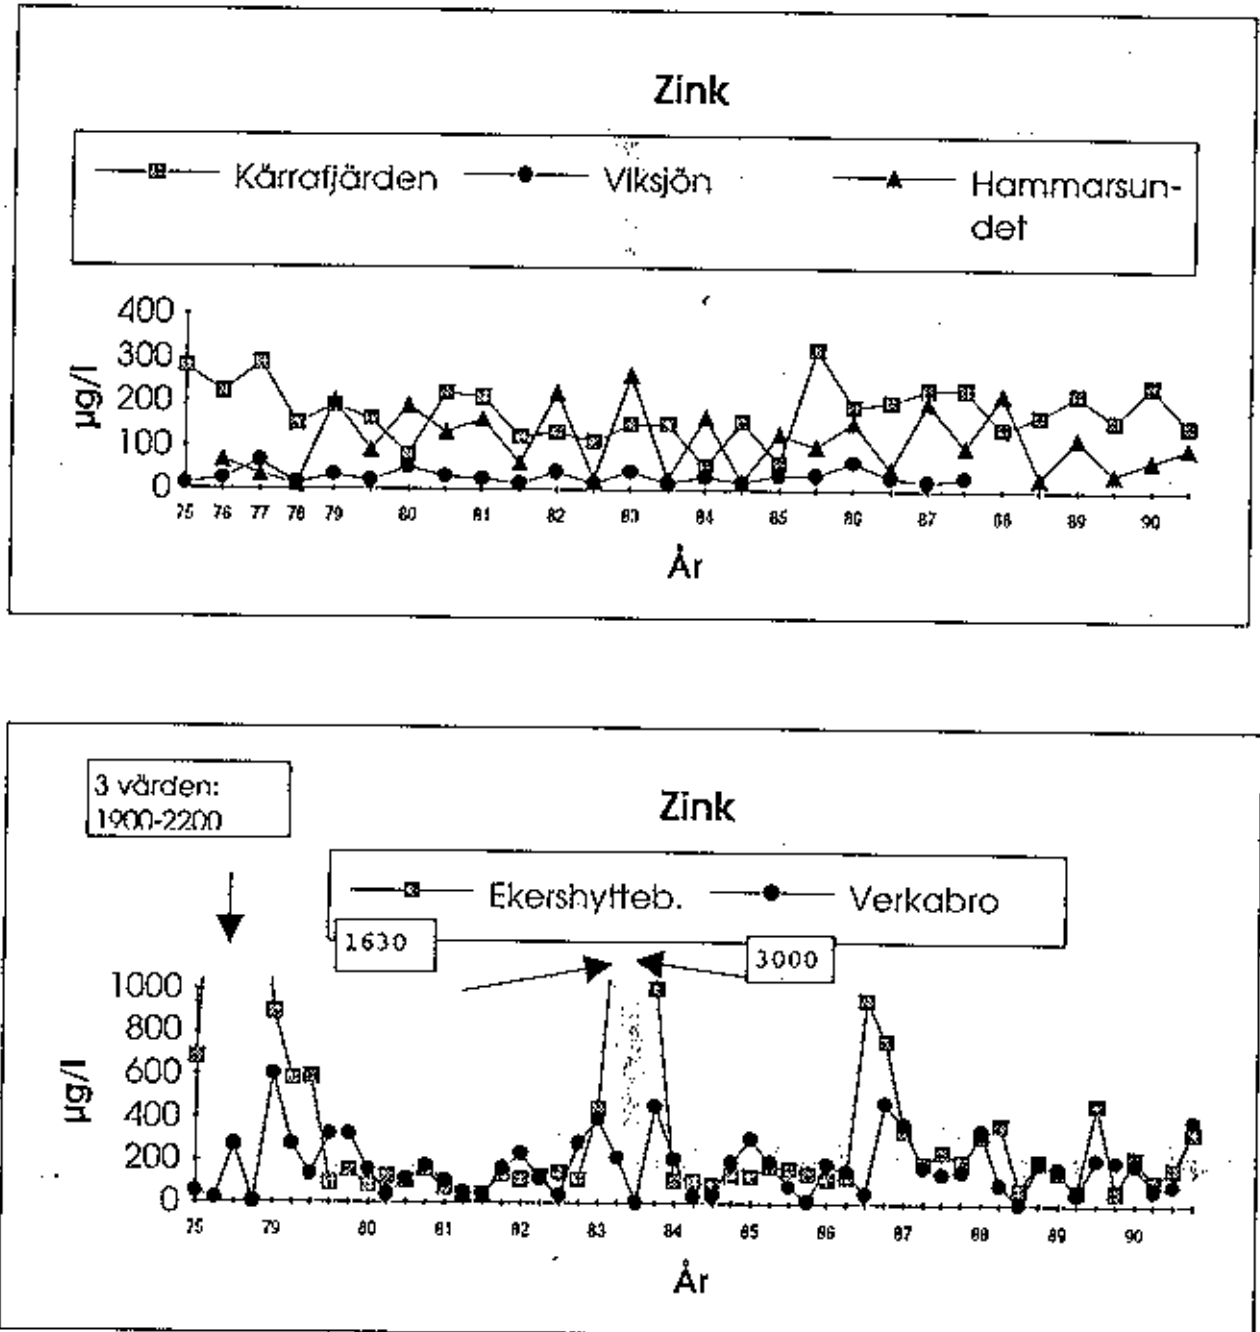 Zink
Kärrafjärden Viksjön Hammarsun-
det
400
300
200
100
0
µg/l
75 76 77 78 79 80 81 82 83 84 85 86 87 88 89 90
År
3 värden:
1900-2200
Zink
Ekershytteb. Verkabro
1630
3000
1000
800
600
400
200
0
µg/l
75 79 80 81 82 83 84 85 86 87 88 89 90
År